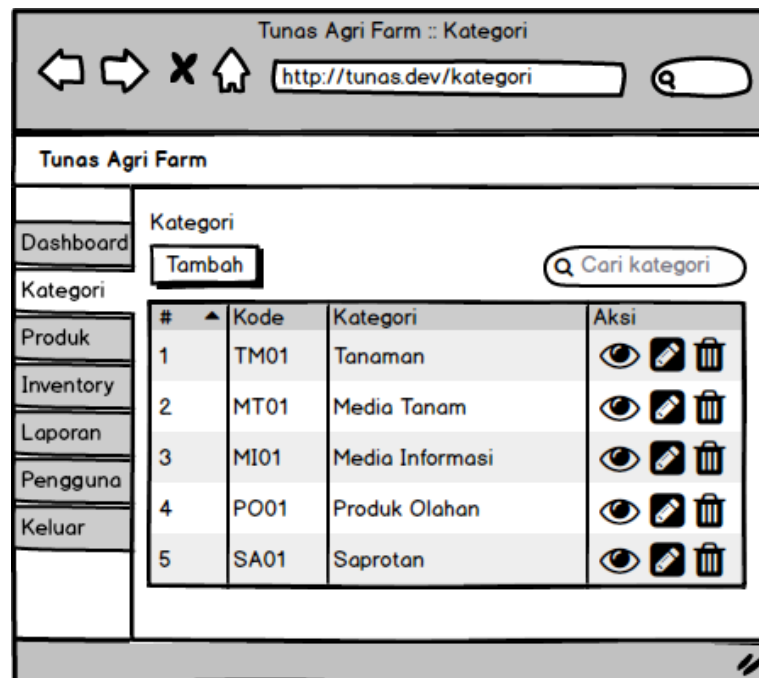 Tunas Agri Farm :: Kategori
http://tunas.dev/kategori
Tunas Agri Farm
Dashboard
Kategori
Produk
Inventory
Laporan
Pengguna
Keluar
Kategori
Tambah
Cari kategori
# Kode Kategori Aksi
1 TM01 Tanaman
2 MT01 Media Tanam
3 MI01 Media Informasi
4 PO01 Produk Olahan
5 SA01 Saprotan